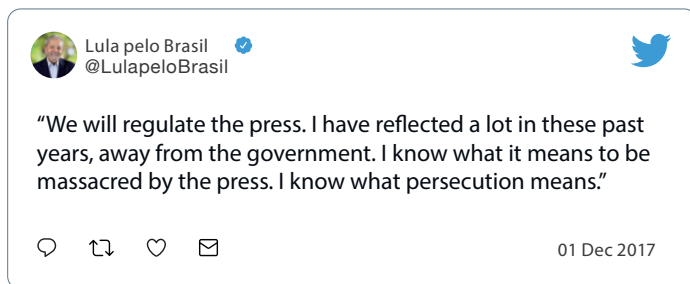 Lula pelo Brasil
@LulapeloBrasil
“We will regulate the press. I have reflected a lot in these past
years, away from the government. I know what it means to be
massacred by the press. I know what persecution means.”
01 Dec 2017